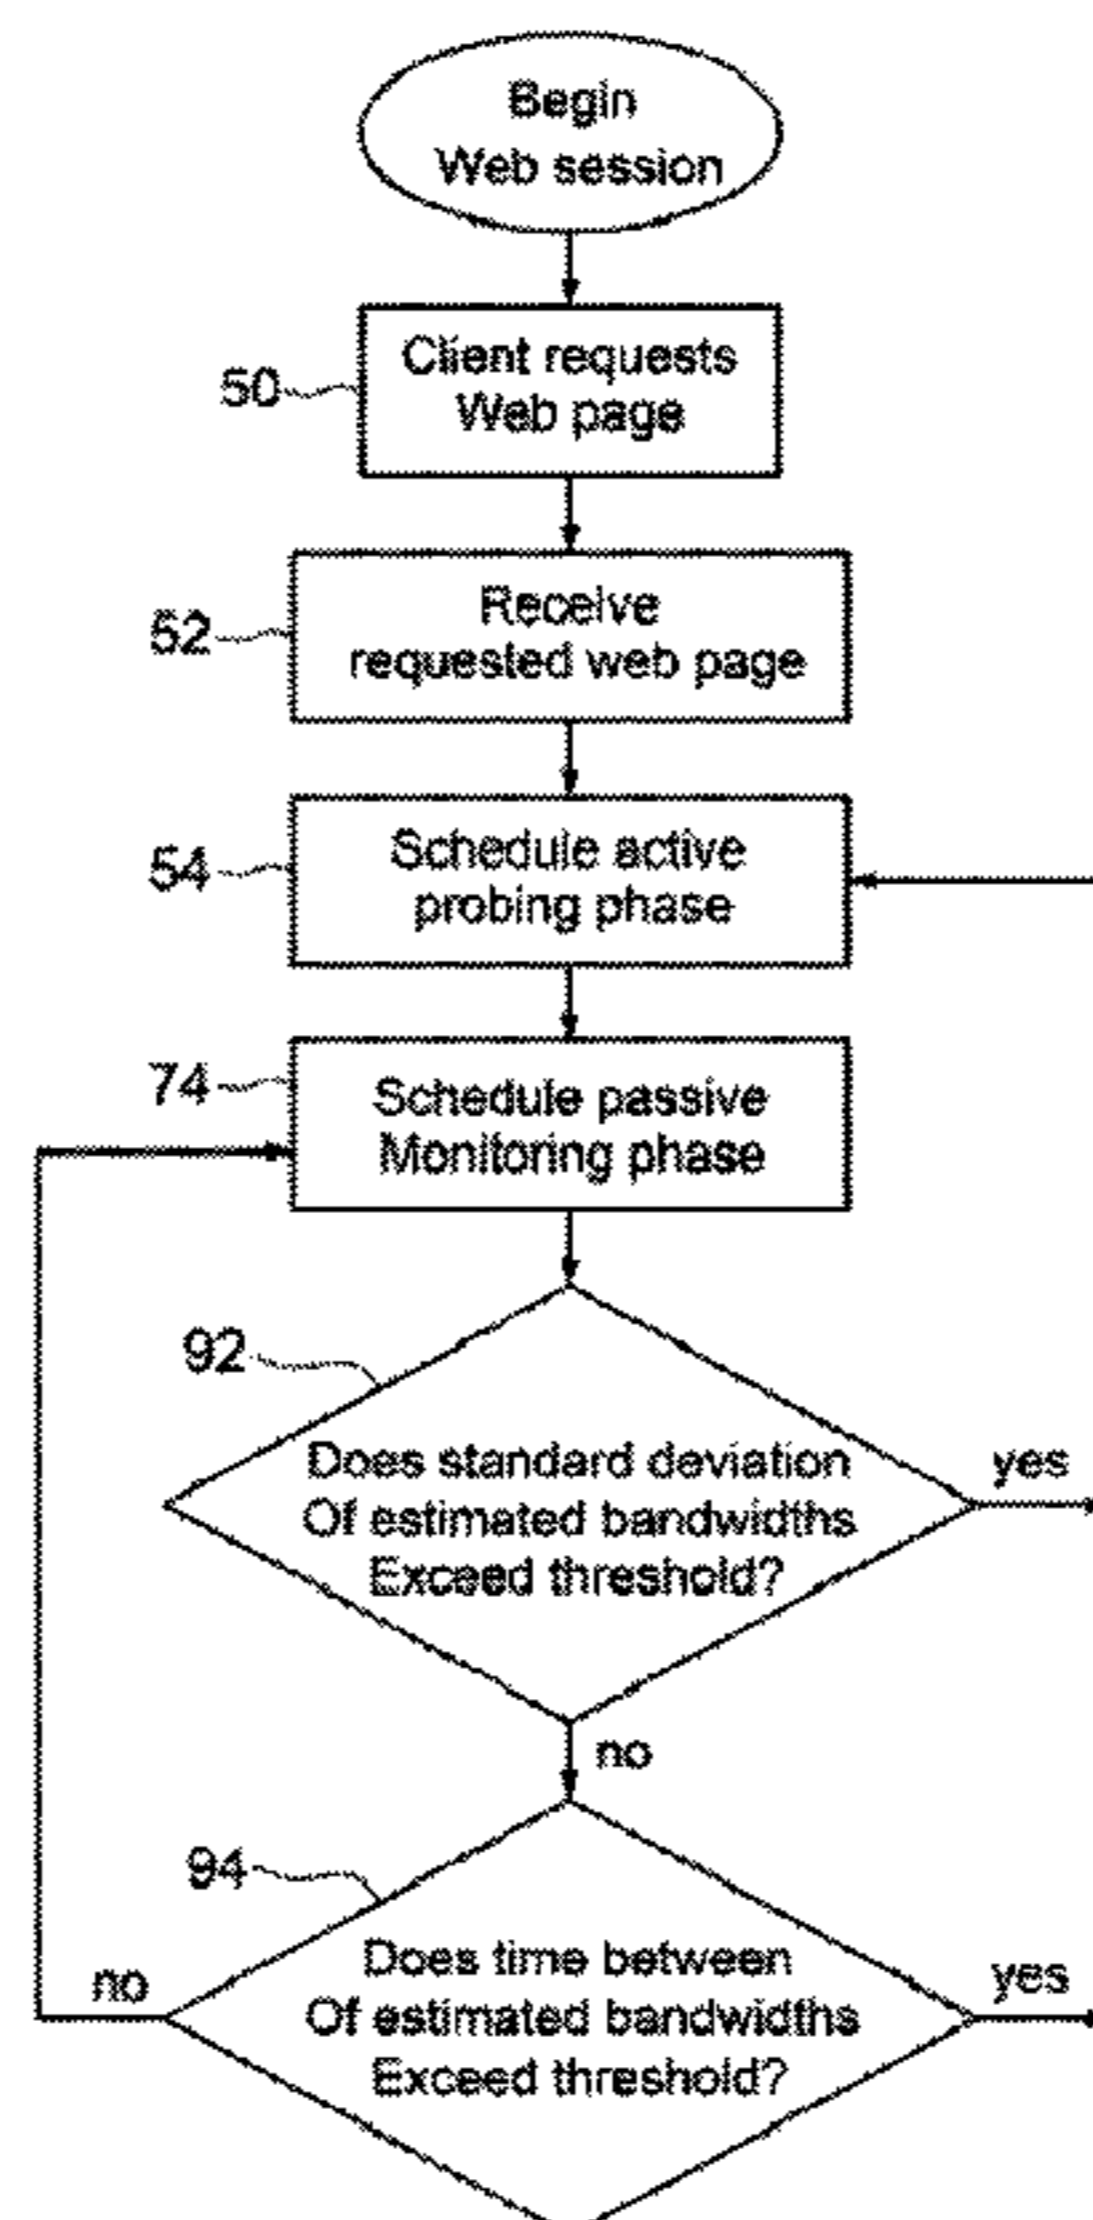 Begin
Web session
50
Client requests
Web page
52
Receive
requested web page
54
Schedule active
probing phase
74
Schedule passive
Monitoring phase
92
Does standard deviation
Of estimated bandwidths
Exceed threshold?
yes
no
94
Does time between
Of estimated bandwidths
Exceed threshold?
no
yes